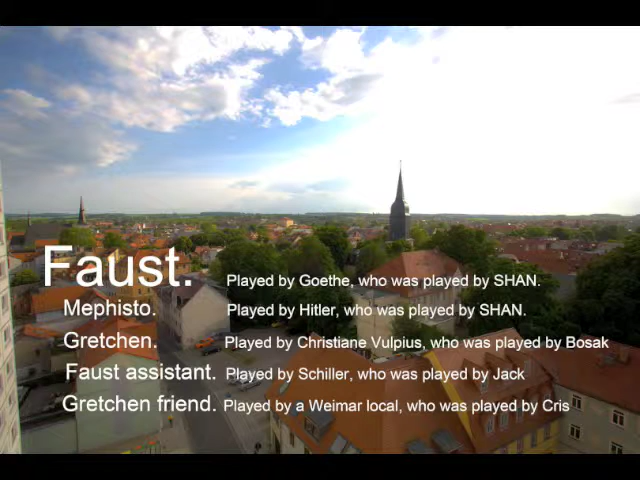 Faust. Played by Goethe, who was played by SHAN.
Mephisto. Played by Hitler, who was played by SHAN.
Gretchen. Played by Christiane Vulpius, who was played by Bosak
Faust assistant. Played by Schiller, who was played by Jack
Gretchen friend. Played by a Weimar local, who was played by Cris